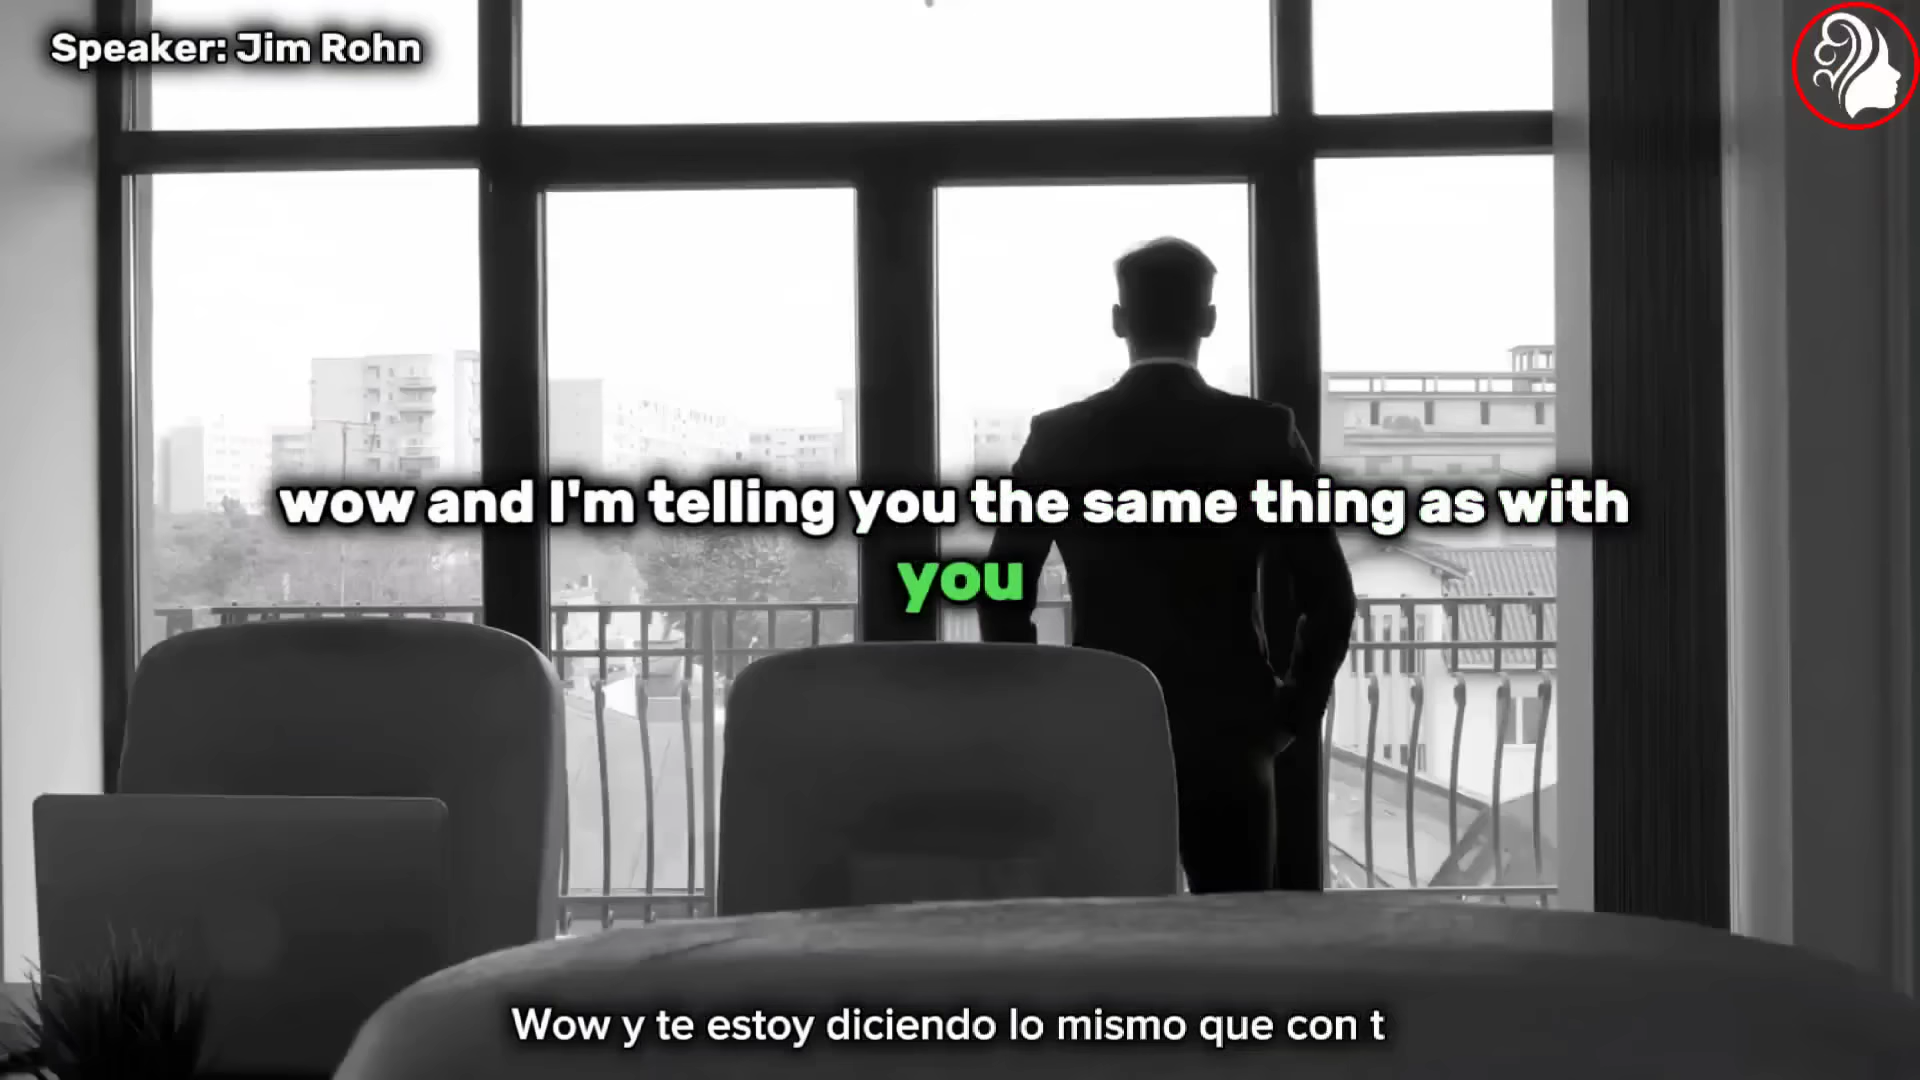 Speaker: Jim Rohn
wow and I'm telling you the same thing as with
you
Wow y te estoy diciendo lo mismo que con t